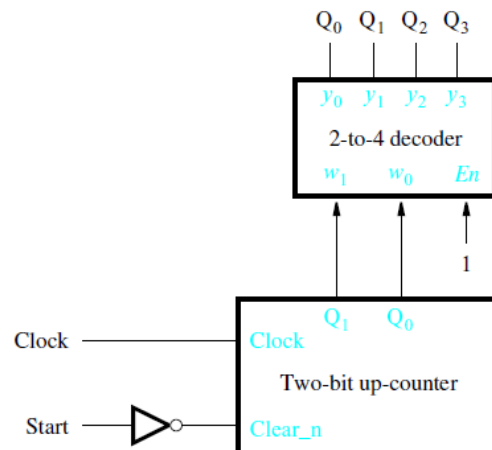 Q0 Q1 Q2 Q3
y0 y1 y2 y3
2-to-4 decoder
w1 w0 En
1
Q1 Q0
Clock Clock
Two-bit up-counter
Start Clear_n